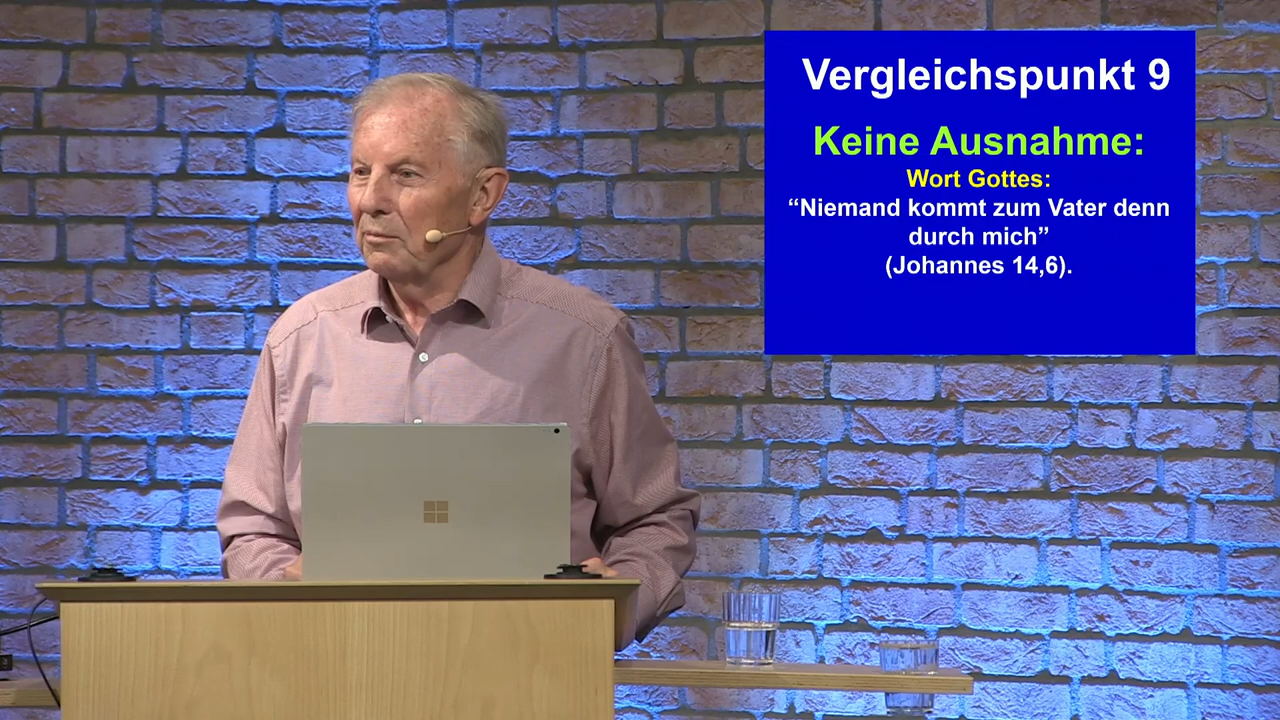 Vergleichspunkt 9
Keine Ausnahme:
Wort Gottes:
“Niemand kommt zum Vater denn
durch mich”
(Johannes 14,6).